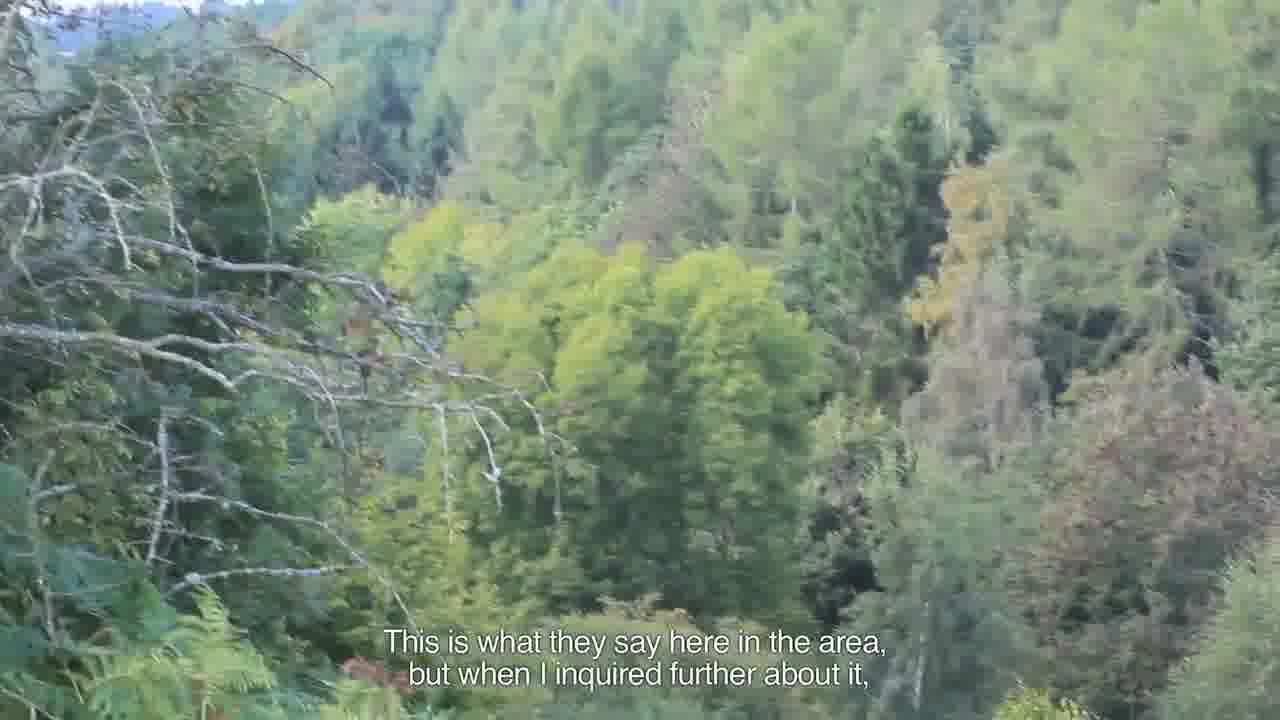 This is what they say here in the area,
but when I inquired further about it,